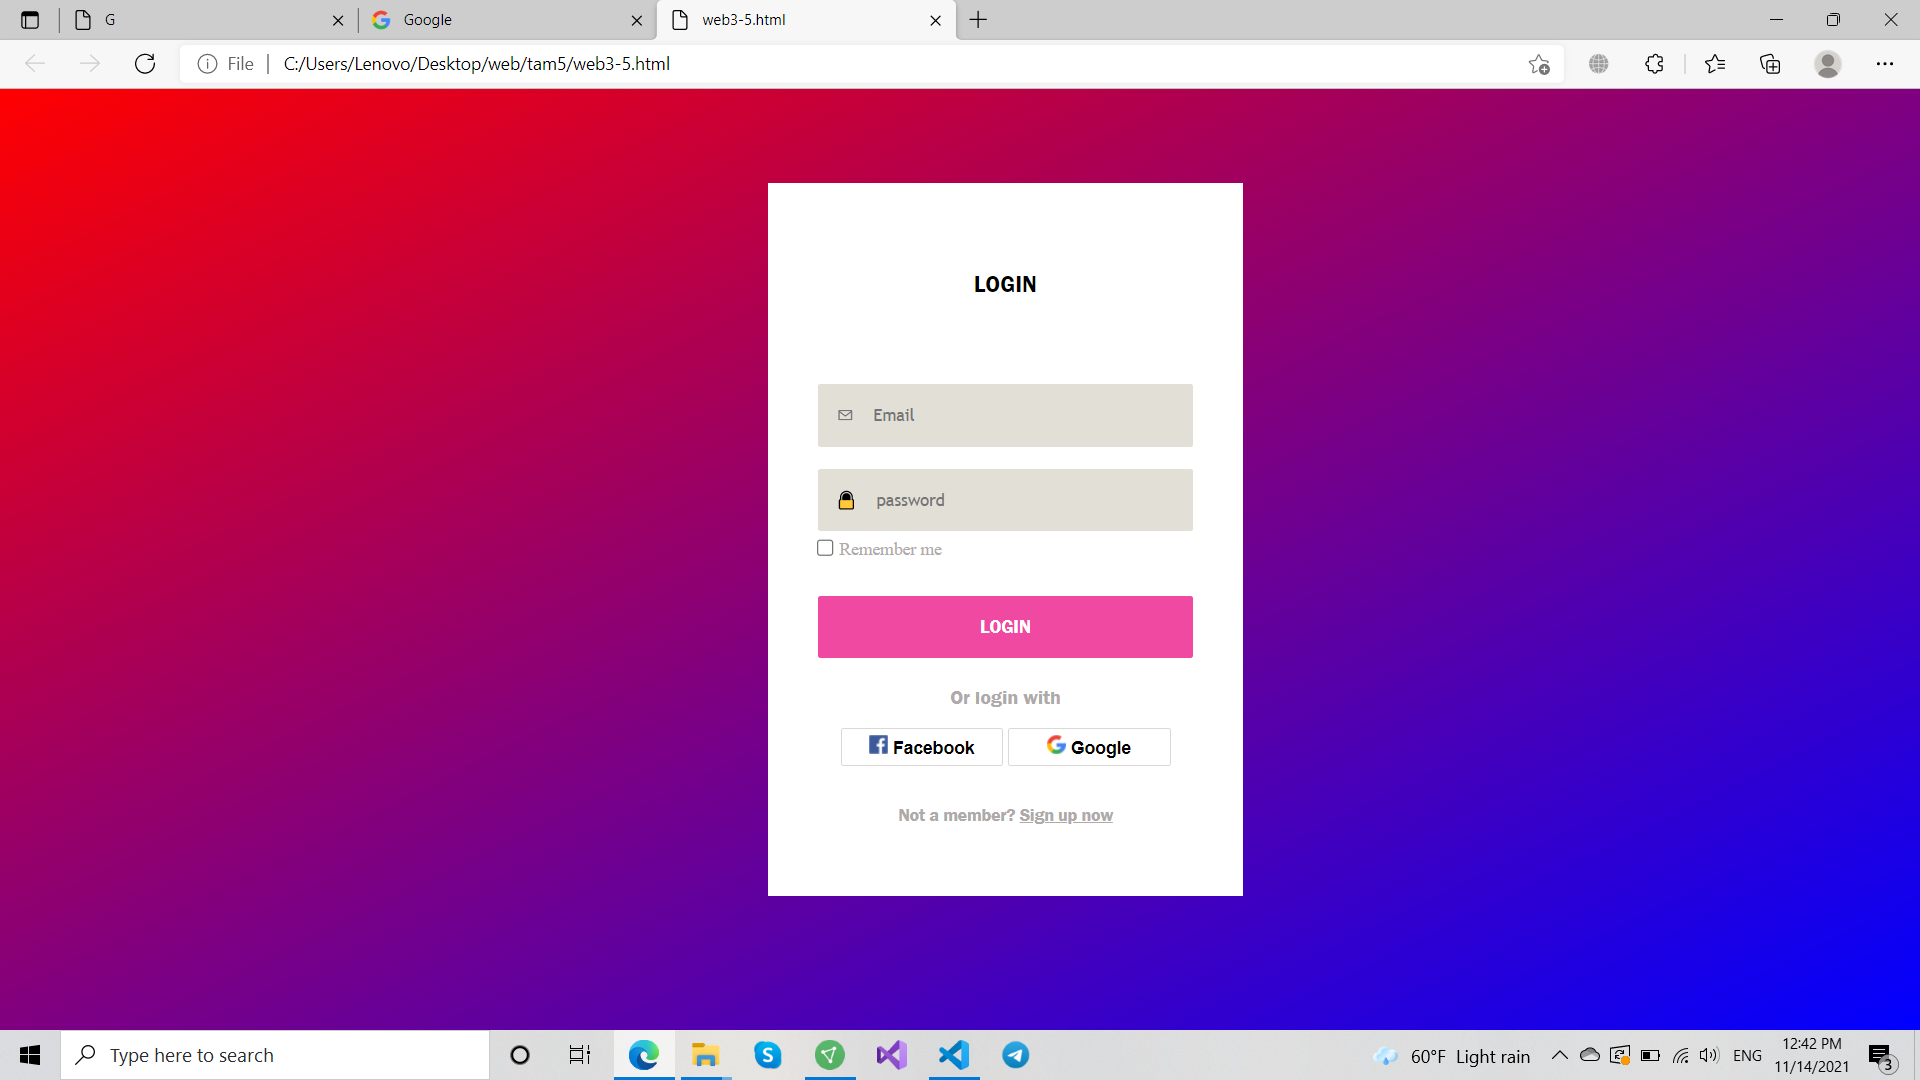 G
Google
web3-5.html
File
C:/Users/Lenovo/Desktop/web/tam5/web3-5.html
LOGIN
Email
password
Remember me
LOGIN
Or login with
Facebook Google
Not a member? Sign up now
Type here to search
60°F Light rain
ENG
12:42 PM
11/14/2021
3